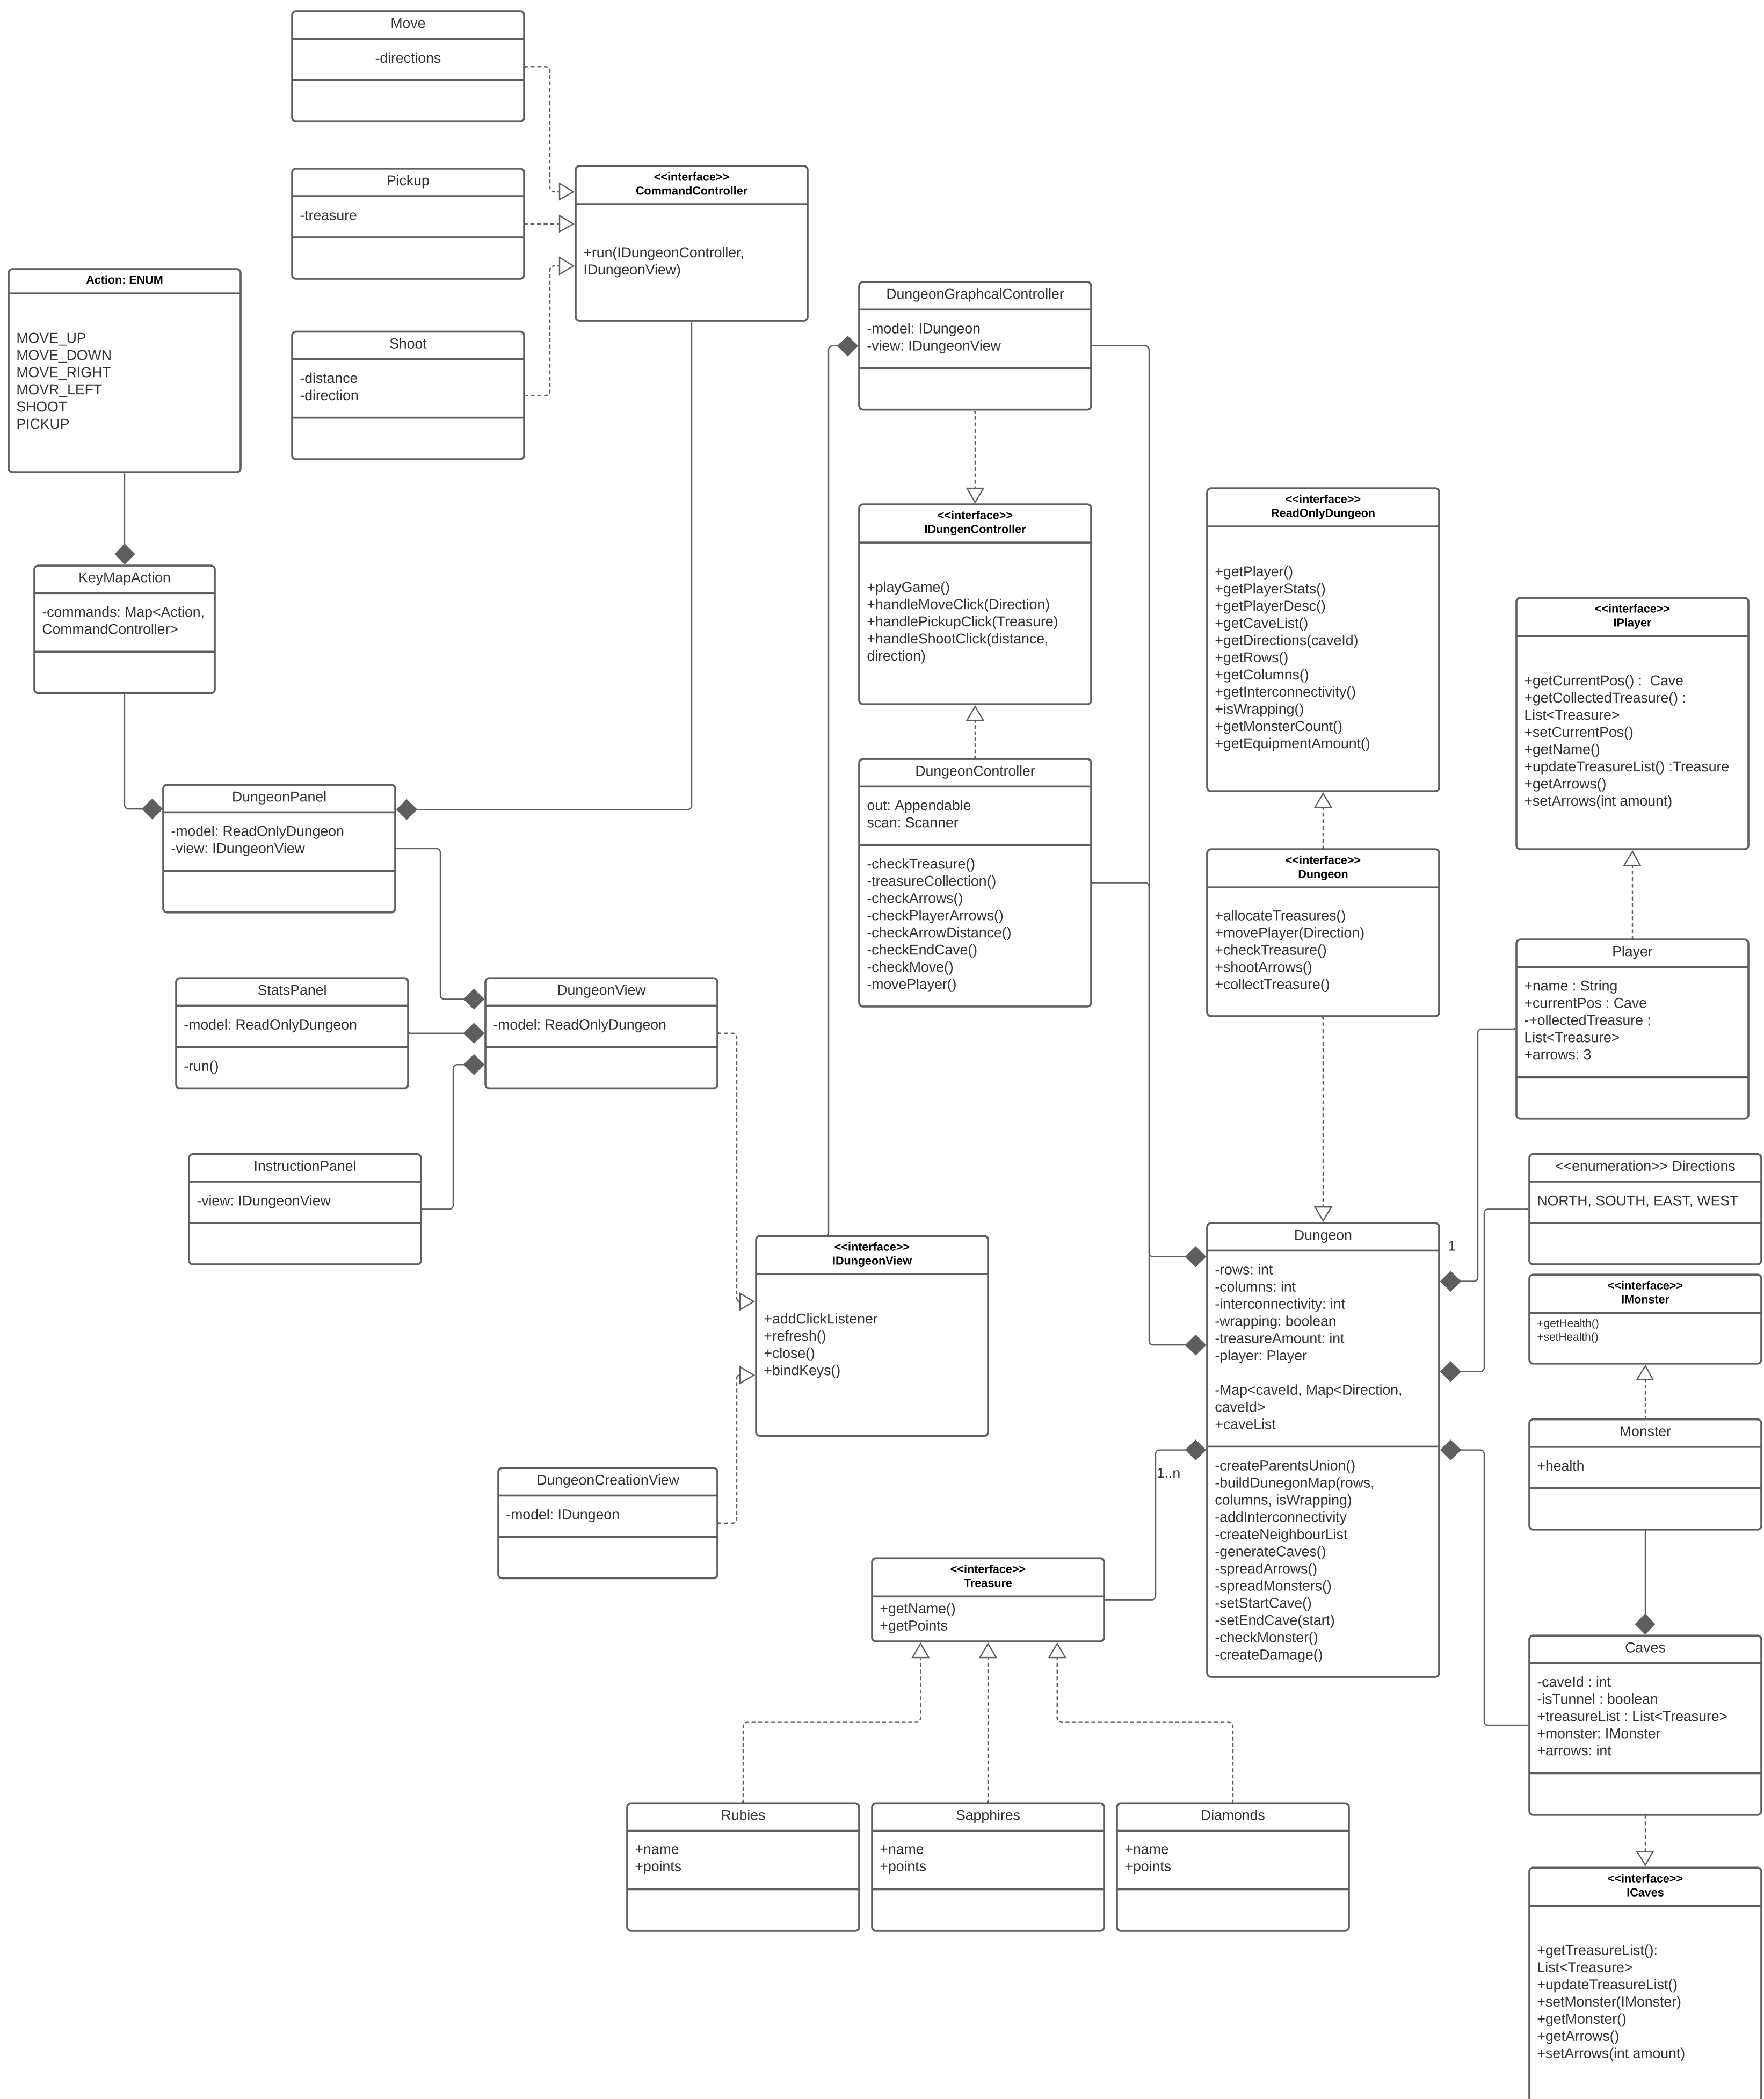 Move
-directions
Pickup
-treasure
Shoot
-distance
-direction
<<interface>>
CommandController
+run(IDungeonController,
IDungeonView)
Action: ENUM
MOVE_UP
MOVE_DOWN
MOVE_RIGHT
MOVR_LEFT
SHOOT
PICKUP
KeyMapAction
-commands: Map<Action,
CommandController>
DungeonPanel
-model: ReadOnlyDungeon
-view: IDungeonView
StatsPanel
-model: ReadOnlyDungeon
-run()
InstructionPanel
-view: IDungeonView
DungeonView
-model: ReadOnlyDungeon
DungeonCreationView
-model: IDungeon
<<interface>>
IDungeonView
+addClickListener
+refresh()
+close()
+bindKeys()
DungeonGraphcalController
-model: IDungeon
-view: IDungeonView
<<interface>>
IDungenController
+playGame()
+handleMoveClick(Direction)
+handlePickupClick(Treasure)
+handleShootClick(distance,
direction)
DungeonController
out: Appendable
scan: Scanner
-checkTreasure()
-treasureCollection()
-checkArrows()
-checkPlayerArrows()
-checkArrowDistance()
-checkEndCave()
-checkMove()
-movePlayer()
<<interface>>
ReadOnlyDungeon
+getPlayer()
+getPlayerStats()
+getPlayerDesc()
+getCaveList()
+getDirections(caveId)
+getRows()
+getColumns()
+getInterconnectivity()
+isWrapping()
+getMonsterCount()
+getEquipmentAmount()
<<interface>>
Dungeon
+allocateTreasures()
+movePlayer(Direction)
+checkTreasure()
+shootArrows()
+collectTreasure()
Dungeon
-rows: int
-columns: int
-interconnectivity: int
-wrapping: boolean
-treasureAmount: int
-player: Player
-Map<caveId, Map<Direction,
caveId>
+caveList
-createParentsUnion()
-buildDunegonMap(rows,
columns, isWrapping)
-addInterconnectivity
-createNeighbourList
-generateCaves()
-spreadArrows()
-spreadMonsters()
-setStartCave()
-setEndCave(start)
-checkMonster()
-createDamage()
1
1..n
<<interface>>
Treasure
+getName()
+getPoints
Rubies
+name
+points
Sapphires
+name
+points
Diamonds
+name
+points
<<interface>>
IPlayer
+getCurrentPos() :  Cave
+getCollectedTreasure() :
List<Treasure>
+setCurrentPos()
+getName()
+updateTreasureList() :Treasure
+getArrows()
+setArrows(int amount)
Player
+name : String
+currentPos : Cave
-+ollectedTreasure :
List<Treasure>
+arrows: 3
<<enumeration>> Directions
NORTH, SOUTH, EAST, WEST
<<interface>>
IMonster
+getHealth()
+setHealth()
Monster
+health
Caves
-caveId : int
-isTunnel : boolean
+treasureList : List<Treasure>
+monster: IMonster
+arrows: int
<<interface>>
ICaves
+getTreasureList():
List<Treasure>
+updateTreasureList()
+setMonster(IMonster)
+getMonster()
+getArrows()
+setArrows(int amount)